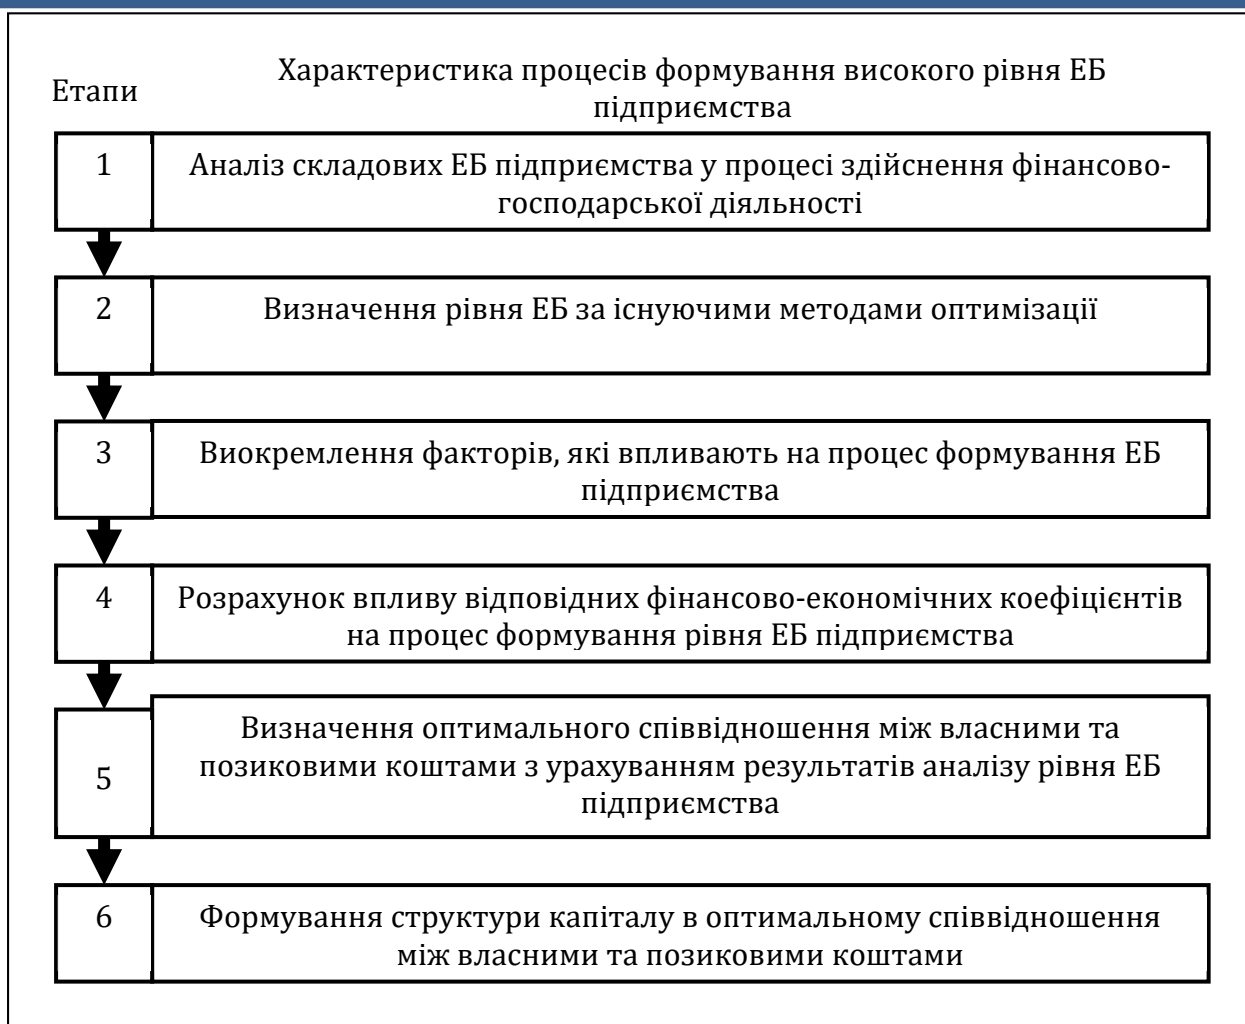 Етапи
Характеристика процесів формування високого рівня ЕБ
підприємства
1
Аналіз складових ЕБ підприємства у процесі здійснення фінансово-
господарської діяльності
2
Визначення рівня ЕБ за існуючими методами оптимізації
3
Виокремлення факторів, які впливають на процес формування ЕБ
підприємства
4
Розрахунок впливу відповідних фінансово-економічних коефіцієнтів
на процес формування рівня ЕБ підприємства
5
Визначення оптимального співвідношення між власними та
позиковими коштами з урахуванням результатів аналізу рівня ЕБ
підприємства
6
Формування структури капіталу в оптимальному співвідношення
між власними та позиковими коштами